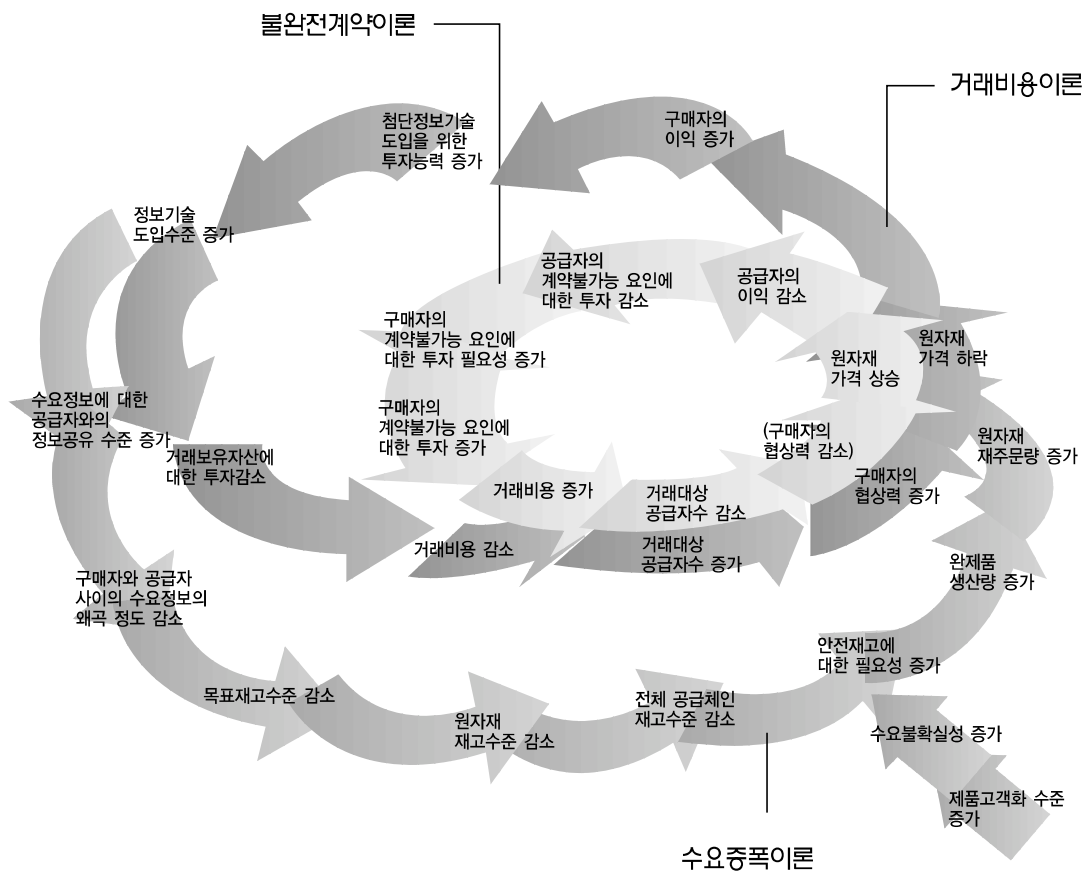 불완전계약이론
거래비용이론
첨단정보기술
도입을 위한
투자능력 증가
구매자의
이익 증가
정보기술
도입수준 증가
공급자의
계약불가능 요인에
대한 투자 감소
공급자의
이익 감소
구매자의
계약불가능 요인에
대한 투자 필요성 증가
원자재
가격 상승
원자재
가격 하락
수요정보에 대한
공급자와의
정보공유 수준 증가
구매자의
계약불가능 요인에
대한 투자 증가
(구매자의
협상력 감소)
원자재
재주문량 증가
거래보유자산에
대한 투자감소
거래비용 증가
거래대상
공급자수 감소
구매자의
협상력 증가
거래비용 감소
거래대상
공급자수 증가
완제품
생산량 증가
구매자와 공급자
사이의 수요정보의
왜곡 정도 감소
안전재고에
대한 필요성 증가
목표재고수준 감소
원자재
재고수준 감소
전체 공급체인
재고수준 감소
수요불확실성 증가
제품고객화 수준
증가
수요증폭이론